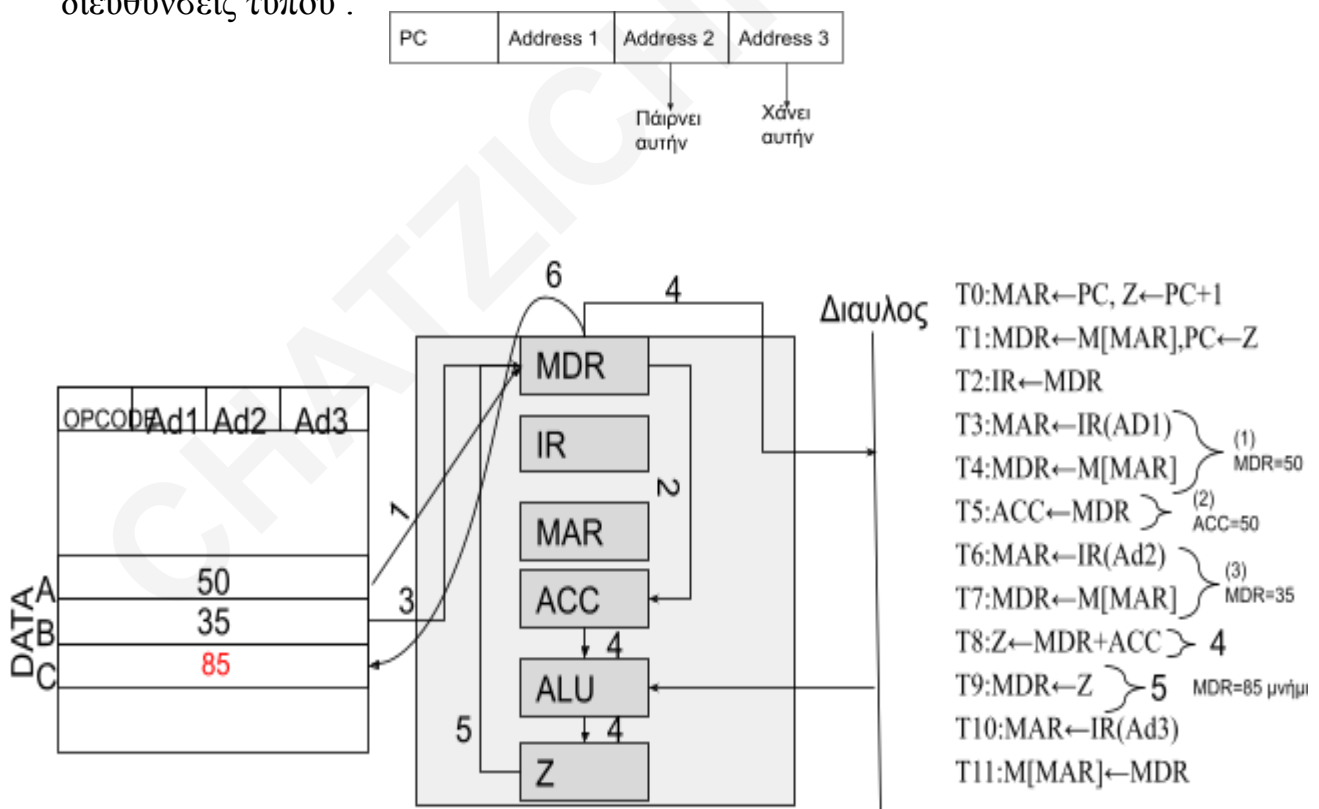 διευθύνσεις τύπου :
PC Address 1 Address 2 Address 3
Πάιρνει αυτήν
Χάνει αυτήν
CHATZICHI
6
4
Διαυλος
MDR
OPCODE Ad1 Ad2 Ad3
IR
1
2
MAR
DATA
A 50
3
ACC
B 35
4
C 85
ALU
5
4
Z
T0:MAR←PC, Z←PC+1
T1:MDR←M[MAR],PC←Z
T2:IR←MDR
T3:MAR←IR(AD1)
(1)
MDR=50
T4:MDR←M[MAR]
T5:ACC←MDR
(2)
ACC=50
T6:MAR←IR(Ad2)
(3)
MDR=35
T7:MDR←M[MAR]
T8:Z←MDR+ACC 4
T9:MDR←Z 5 MDR=85
T10:MAR←IR(Ad3)
T11:M[MAR]←MDR